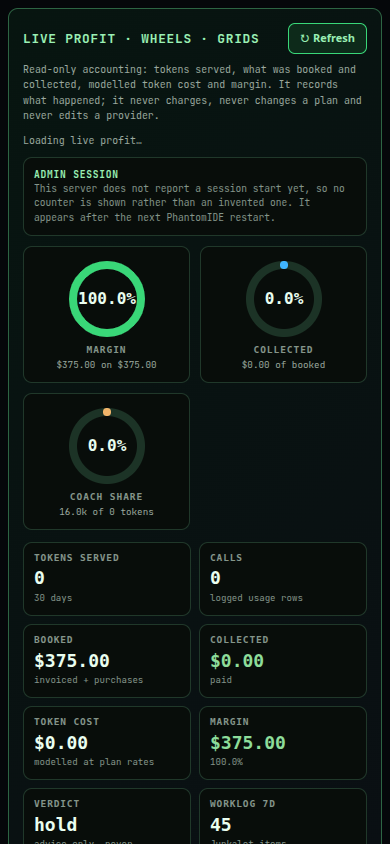 LIVE PROFIT · WHEELS · GRIDS
↻ Refresh
Read-only accounting: tokens served, what was booked and
collected, modelled token cost and margin. It records
what happened; it never charges, never changes a plan and
never edits a provider.
Loading live profit…
ADMIN SESSION
This server does not report a session start yet, so no
counter is shown rather than an invented one. It
appears after the next PhantomIDE restart.
100.0%
MARGIN
$375.00 on $375.00
0.0%
COLLECTED
$0.00 of booked
0.0%
COACH SHARE
16.0k of 0 tokens
TOKENS SERVED
0
30 days
CALLS
0
logged usage rows
BOOKED
$375.00
invoiced + purchases
COLLECTED
$0.00
paid
TOKEN COST
$0.00
modelled at plan rates
MARGIN
$375.00
100.0%
VERDICT
hold
WORKLOG 7D
45